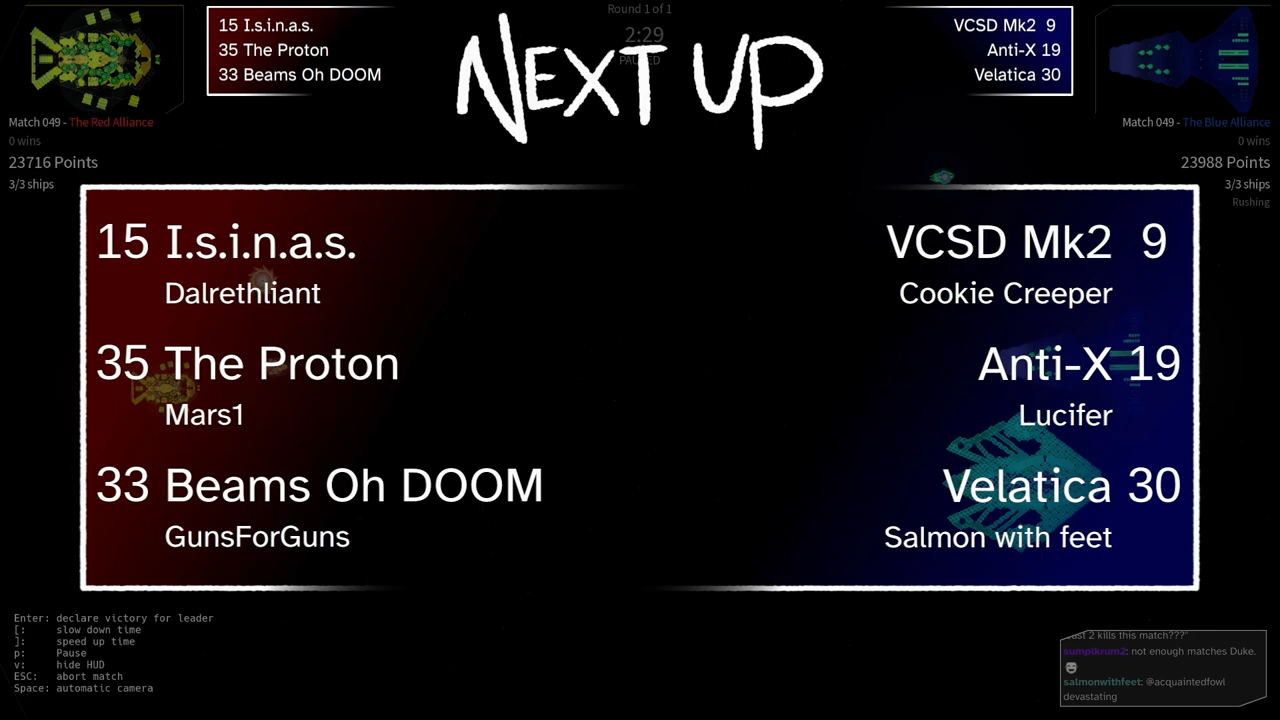 Round 1 of 1
2:29
PAUSED
15 I.s.i.n.a.s.
35 The Proton
33 Beams Oh DOOM
NEXT UP
VCSD Mk2 9
Anti-X 19
Velatica 30
Match 049 - The Red Alliance
0 wins
23716 Points
3/3 ships
Match 049 - The Blue Alliance
0 wins
23988 Points
3/3 ships
Rushing
15 I.s.i.n.a.s.
Dalrethliant
35 The Proton
Mars1
33 Beams Oh DOOM
GunsForGuns
VCSD Mk2 9
Cookie Creeper
Anti-X 19
Lucifer
Velatica 30
Salmon with feet
Enter: declare victory for leader
[: slow down time
]: speed up time
p: Pause
v: hide HUD
ESC: abort match
Space: automatic camera
2 kills this match???"
sumptkrum2: not enough matches Duke.
salmonwithfeet: @acquaintedfowl
devastating